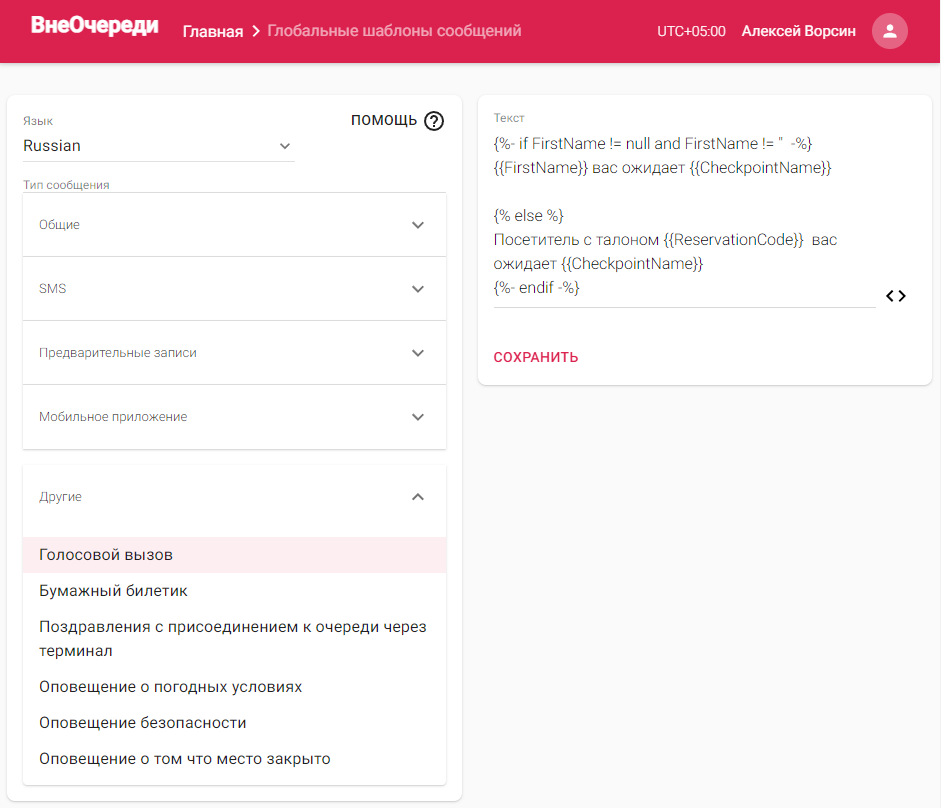 ВнеОчереди
Главная
Глобальные шаблоны сообщений
UTC+05:00
Алексей Ворсин
Язык
ПОМОЩЬ
Russian
Тип сообщения
Общие
SMS
Предварительные записи
Мобильное приложение
Другие
Голосовой вызов
Бумажный билетик
Поздравления с присоединением к очереди через
терминал
Оповещение о погодных условиях
Оповещение безопасности
Оповещение о том что место закрыто
Текст
{%- if FirstName != null and FirstName != ''  -%}
{{FirstName}} вас ожидает {{CheckpointName}}
{% else %}
Посетитель с талоном {{ReservationCode}}  вас
ожидает {{CheckpointName}}
{%- endif -%}
СОХРАНИТЬ